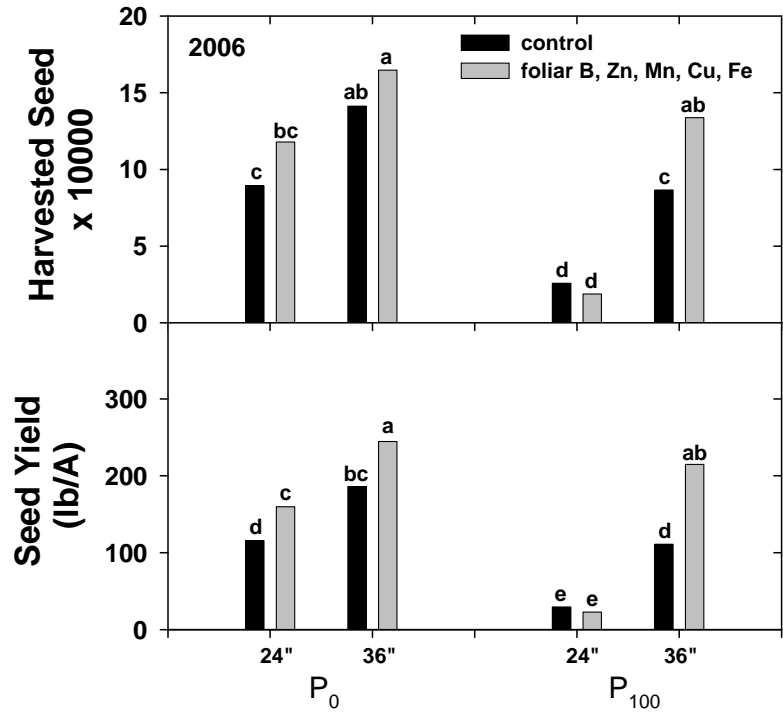 2006
control
foliar B, Zn, Mn, Cu, Fe
Harvested Seed
x 10000
20
15
10
5
0
c
bc
ab
a
d
d
c
ab
Seed Yield
(lb/A)
300
200
100
0
d
c
bc
a
e
e
d
ab
24" 36" 24" 36"
P0 P100